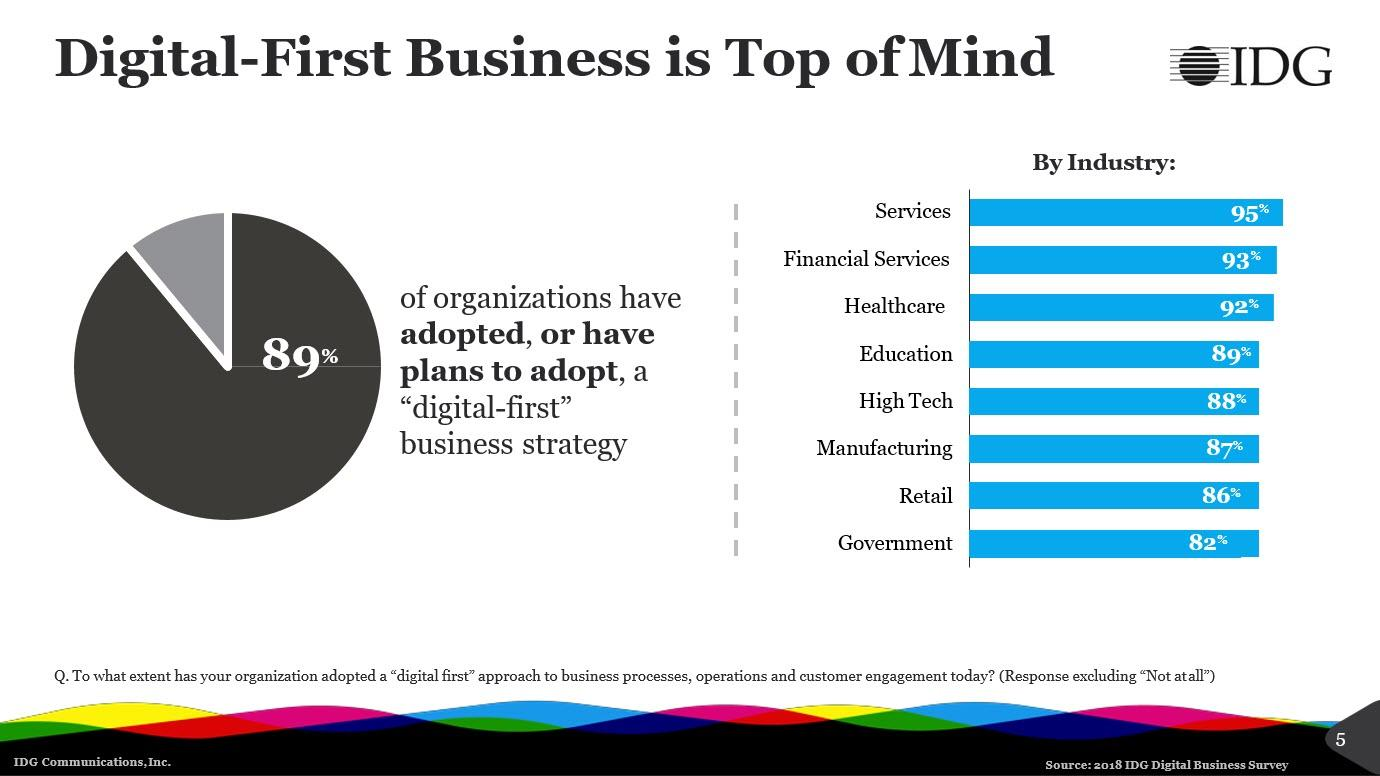 Digital-First Business is Top of Mind
IDG
By Industry:
89%
of organizations have
adopted, or have
plans to adopt, a
“digital-first”
business strategy
Services 95%
Financial Services 93%
Healthcare 92%
Education 89%
High Tech 88%
Manufacturing 87%
Retail 86%
Government 82%
Q. To what extent has your organization adopted a “digital first” approach to business processes, operations and customer engagement today? (Response excluding “Not at all”)
5
IDG Communications, Inc.
Source: 2018 IDG Digital Business Survey